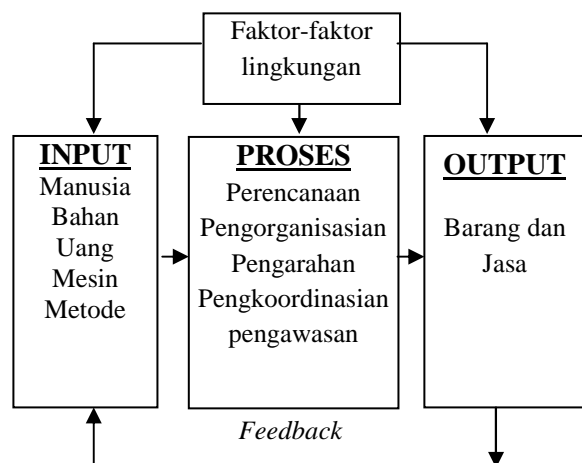 Faktor-faktor
lingkungan
INPUT
Manusia
Bahan
Uang
Mesin
Metode
PROSES
Perencanaan
Pengorganisasian
Pengarahan
Pengkoordinasian
pengawasan
OUTPUT
Barang dan
Jasa
Feedback